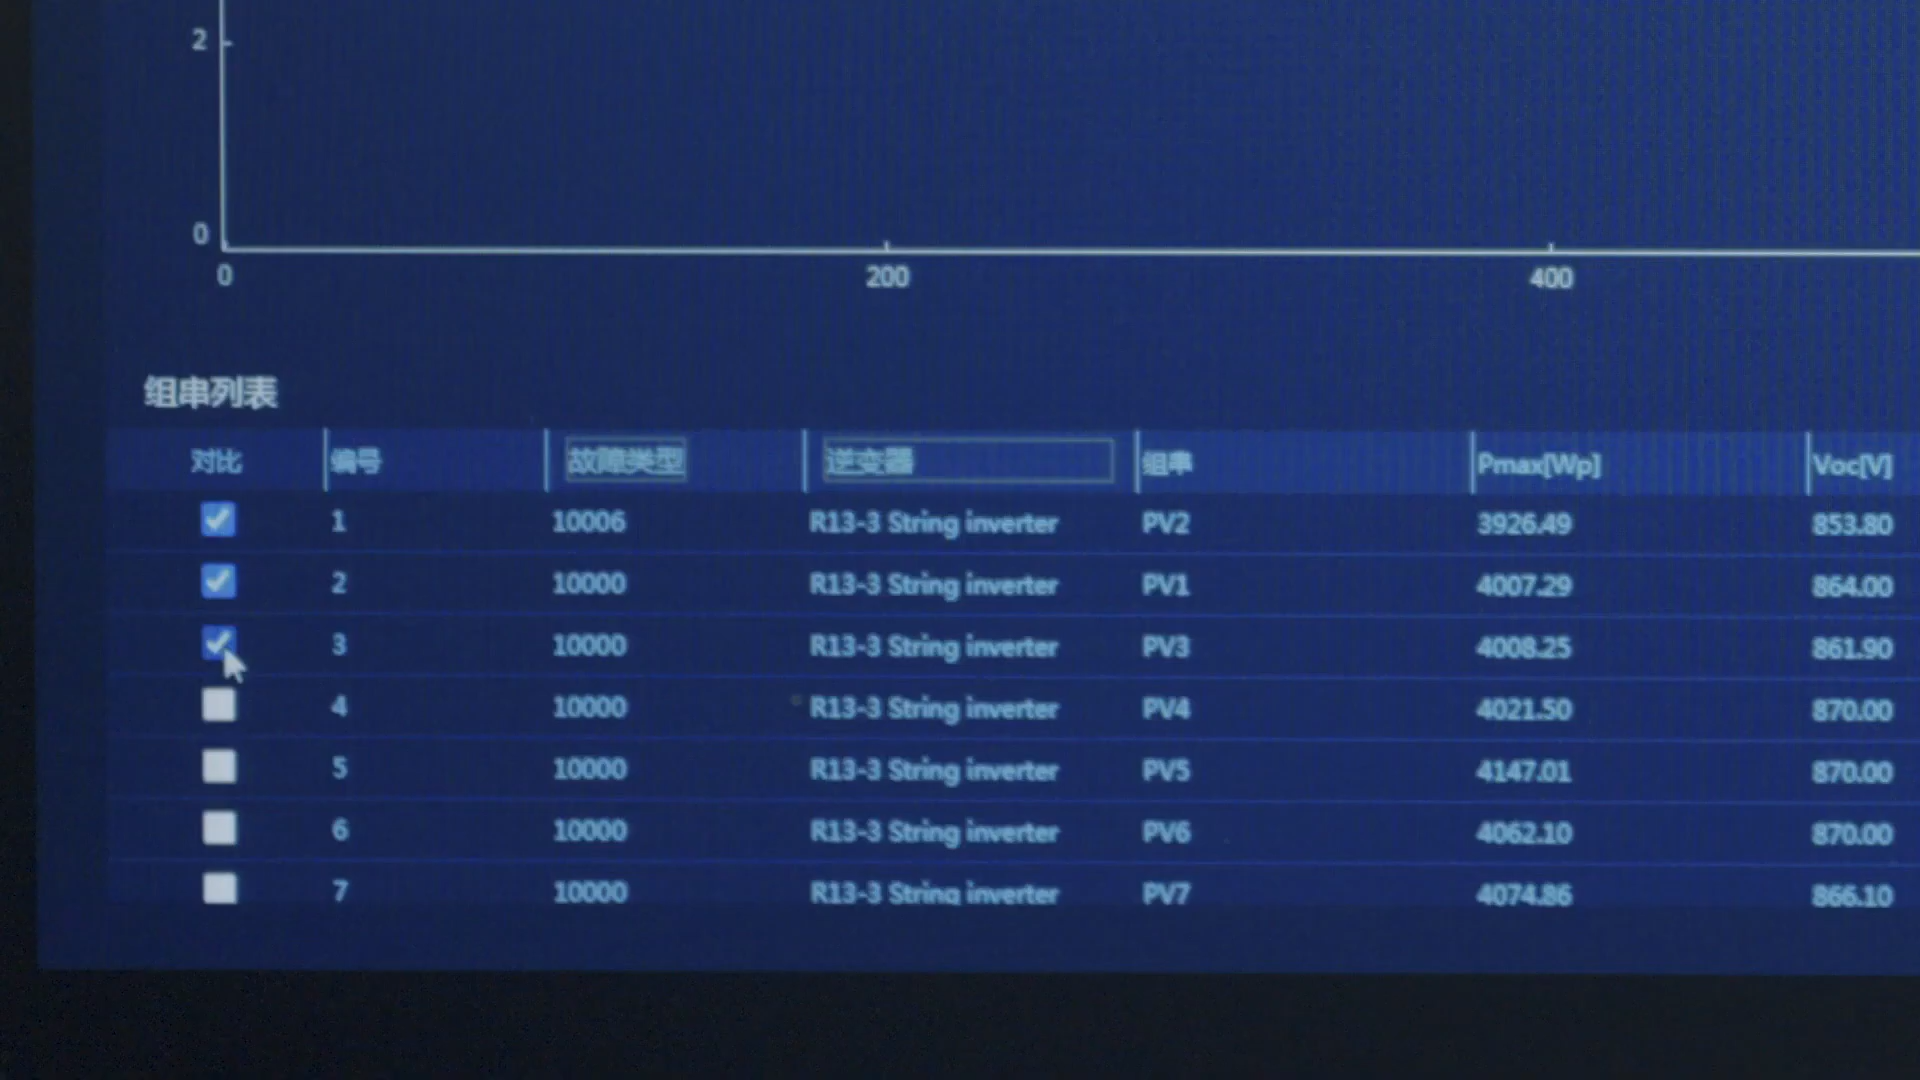 2
0
0 200 400
组串列表
对比 编号 故障类型 逆变器 组串 Pmax[Wp] Voc[V]
1 10006 R13-3 String inverter PV2 3926.49 853.80
2 10000 R13-3 String inverter PV1 4007.29 864.00
3 10000 R13-3 String inverter PV3 4008.25 861.90
4 10000 R13-3 String inverter PV4 4021.50 870.00
5 10000 R13-3 String inverter PV5 4147.01 870.00
6 10000 R13-3 String inverter PV6 4062.10 870.00
7 10000 R13-3 String inverter PV7 4074.86 866.10